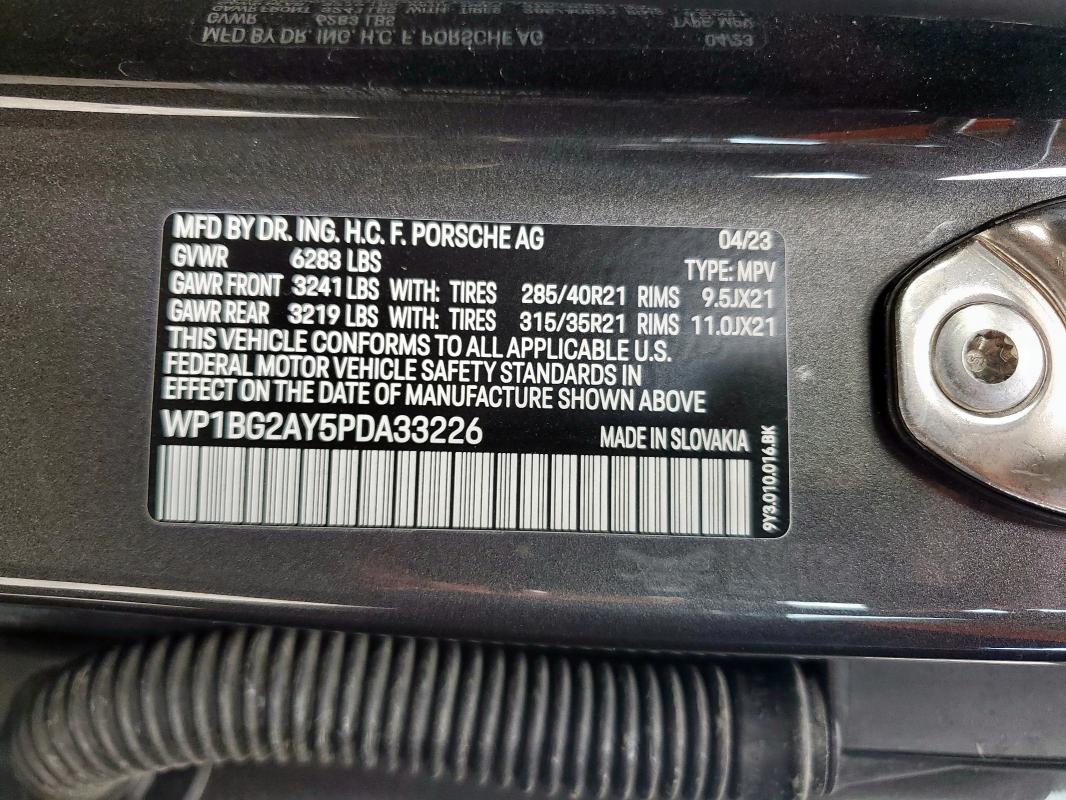 MFD BY DR. ING. H.C. F. PORSCHE AG 04/23
GVWR 6283 LBS TYPE: MPV
GAWR FRONT 3241 LBS WITH: TIRES 285/40R21 RIMS 9.5JX21
GAWR REAR 3219 LBS WITH: TIRES 315/35R21 RIMS 11.0JX21
THIS VEHICLE CONFORMS TO ALL APPLICABLE U.S.
FEDERAL MOTOR VEHICLE SAFETY STANDARDS IN
EFFECT ON THE DATE OF MANUFACTURE SHOWN ABOVE
WP1BG2AY5PDA33226 MADE IN SLOVAKIA
9Y3.010.016.BK